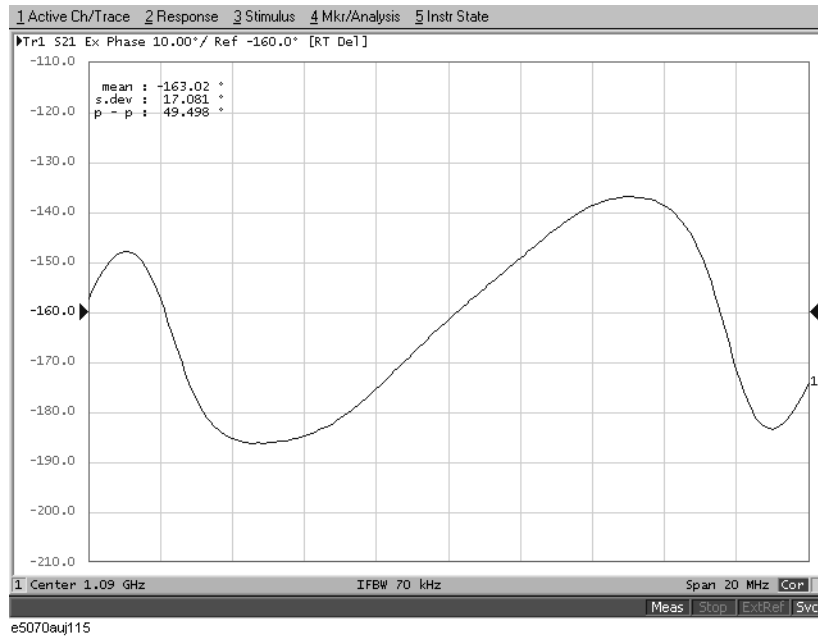 1 Active Ch/Trace 2 Response 3 Stimulus 4 Mkr/Analysis 5 Instr State
Tr1 S21 Ex Phase 10.00°/ Ref -160.0° [RT Del]
-110.0
mean : -163.02 °
s.dev : 17.081 °
p - p : 49.498 °
-120.0
-130.0
-140.0
-150.0
-160.0
-170.0
1
-180.0
-190.0
-200.0
-210.0
1 Center 1.09 GHz IFBW 70 kHz Span 20 MHz Cor
Meas Stop ExtRef Svc
e5070auj115